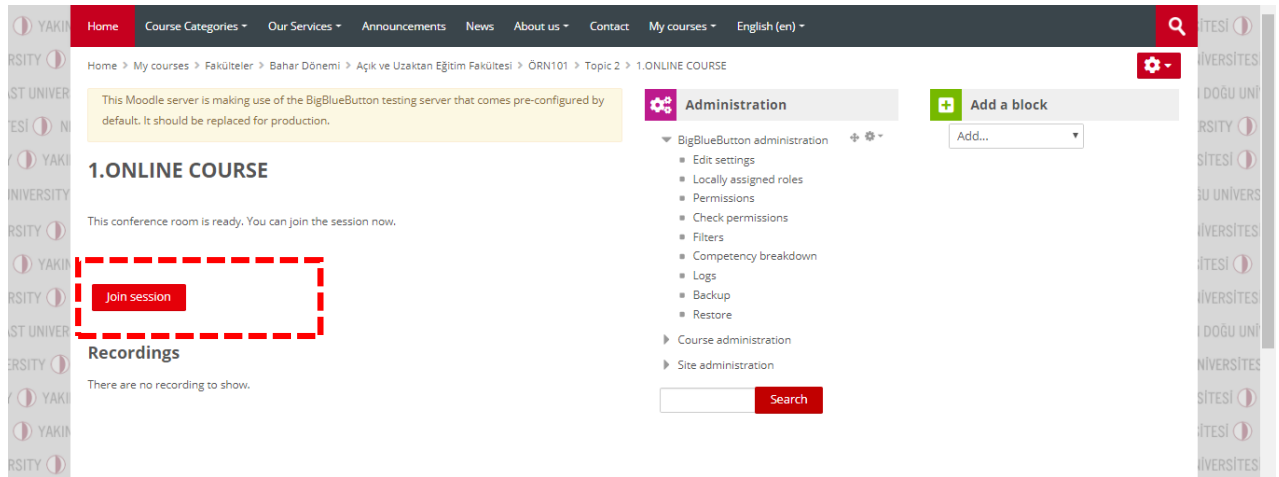 Home Course Categories Our Services Announcements News About us Contact My courses English (en)
Home > My courses > Fakülteler > Bahar Dönemi > Açık ve Uzaktan Eğitim Fakültesi > ÖRN101 > Topic 2 > 1.ONLINE COURSE
This Moodle server is making use of the BigBlueButton testing server that comes pre-configured by
default. It should be replaced for production.
1.ONLINE COURSE
This conference room is ready. You can join the session now.
Join session
Recordings
There are no recording to show.
Administration
BigBlueButton administration
Edit settings
Locally assigned roles
Permissions
Check permissions
Filters
Competency breakdown
Logs
Backup
Restore
Course administration
Site administration
Search
Add a block
Add...